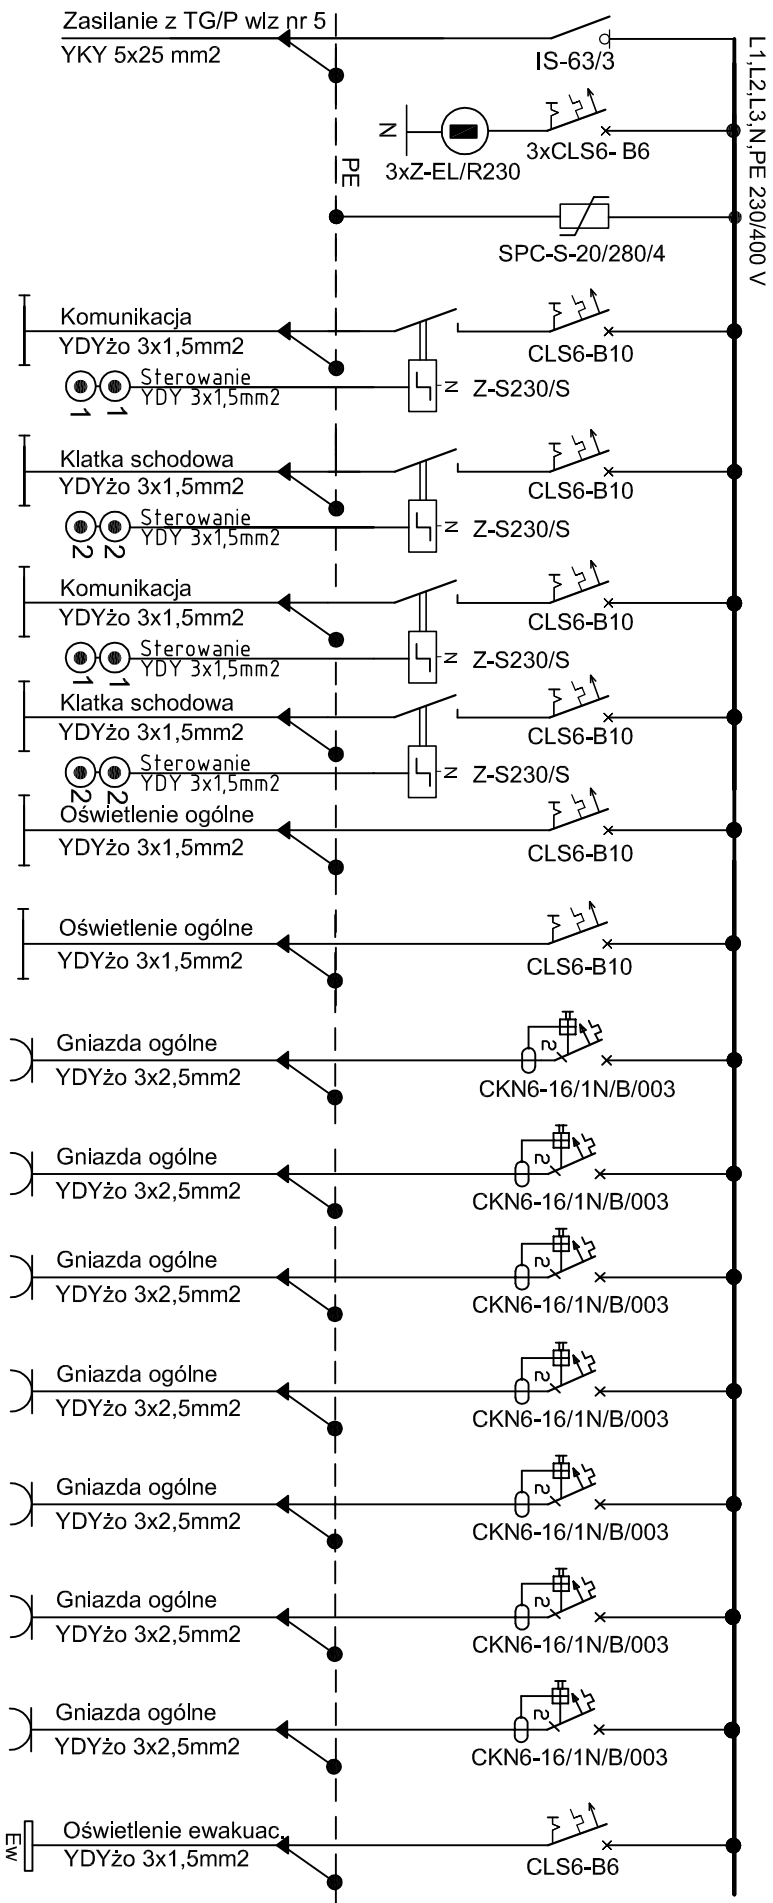 Zasilanie z TG/P wlz nr 5
YKY 5x25 mm2
IS-63/3
L1,L2,L3,N,PE 230/400 V
N
3xZ-EL/R230
3xCLS6- B6
PE
SPC-S-20/280/4
Komunikacja
YDYżo 3x1,5mm2
CLS6-B10
1 1
Sterowanie
YDY 3x1,5mm2
N
Z-S230/S
Klatka schodowa
YDYżo 3x1,5mm2
CLS6-B10
2 2
Sterowanie
YDY 3x1,5mm2
N
Z-S230/S
Komunikacja
YDYżo 3x1,5mm2
CLS6-B10
1 1
Sterowanie
YDY 3x1,5mm2
N
Z-S230/S
Klatka schodowa
YDYżo 3x1,5mm2
CLS6-B10
2 2
Sterowanie
YDY 3x1,5mm2
N
Z-S230/S
Oświetlenie ogólne
YDYżo 3x1,5mm2
CLS6-B10
Oświetlenie ogólne
YDYżo 3x1,5mm2
CLS6-B10
Gniazda ogólne
YDYżo 3x2,5mm2
2
CKN6-16/1N/B/003
Gniazda ogólne
YDYżo 3x2,5mm2
2
CKN6-16/1N/B/003
Gniazda ogólne
YDYżo 3x2,5mm2
2
CKN6-16/1N/B/003
Gniazda ogólne
YDYżo 3x2,5mm2
2
CKN6-16/1N/B/003
Gniazda ogólne
YDYżo 3x2,5mm2
2
CKN6-16/1N/B/003
Gniazda ogólne
YDYżo 3x2,5mm2
2
CKN6-16/1N/B/003
Gniazda ogólne
YDYżo 3x2,5mm2
2
CKN6-16/1N/B/003
Ew
Oświetlenie ewakuac.
YDYżo 3x1,5mm2
CLS6-B6